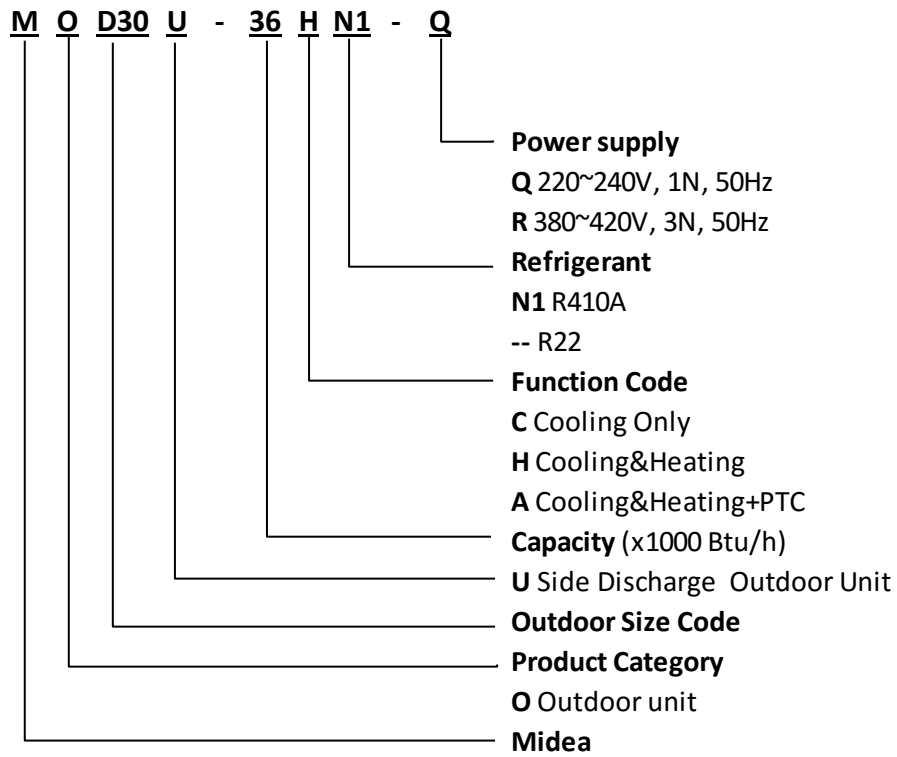 M O D30 U - 36 H N1 - Q
Power supply
Q 220~240V, 1N, 50Hz
R 380~420V, 3N, 50Hz
Refrigerant
N1 R410A
-- R22
Function Code
C Cooling Only
H Cooling&Heating
A Cooling&Heating+PTC
Capacity (x1000 Btu/h)
U Side Discharge Outdoor Unit
Outdoor Size Code
Product Category
O Outdoor unit
Midea